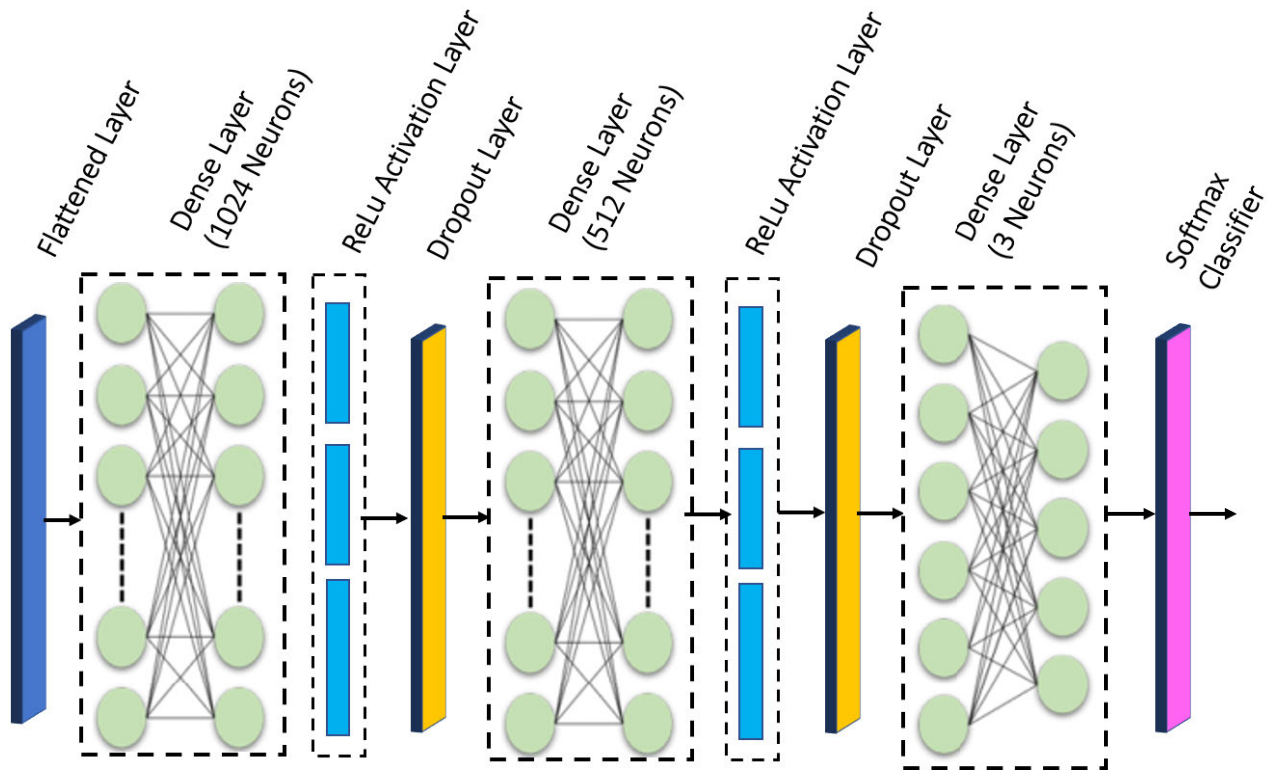 Flattened Layer
Dense Layer
(1024 Neurons)
ReLu Activation Layer
Dropout Layer
Dense Layer
(512 Neurons)
ReLu Activation Layer
Dropout Layer
Dense Layer
(3 Neurons)
Softmax
Classifier